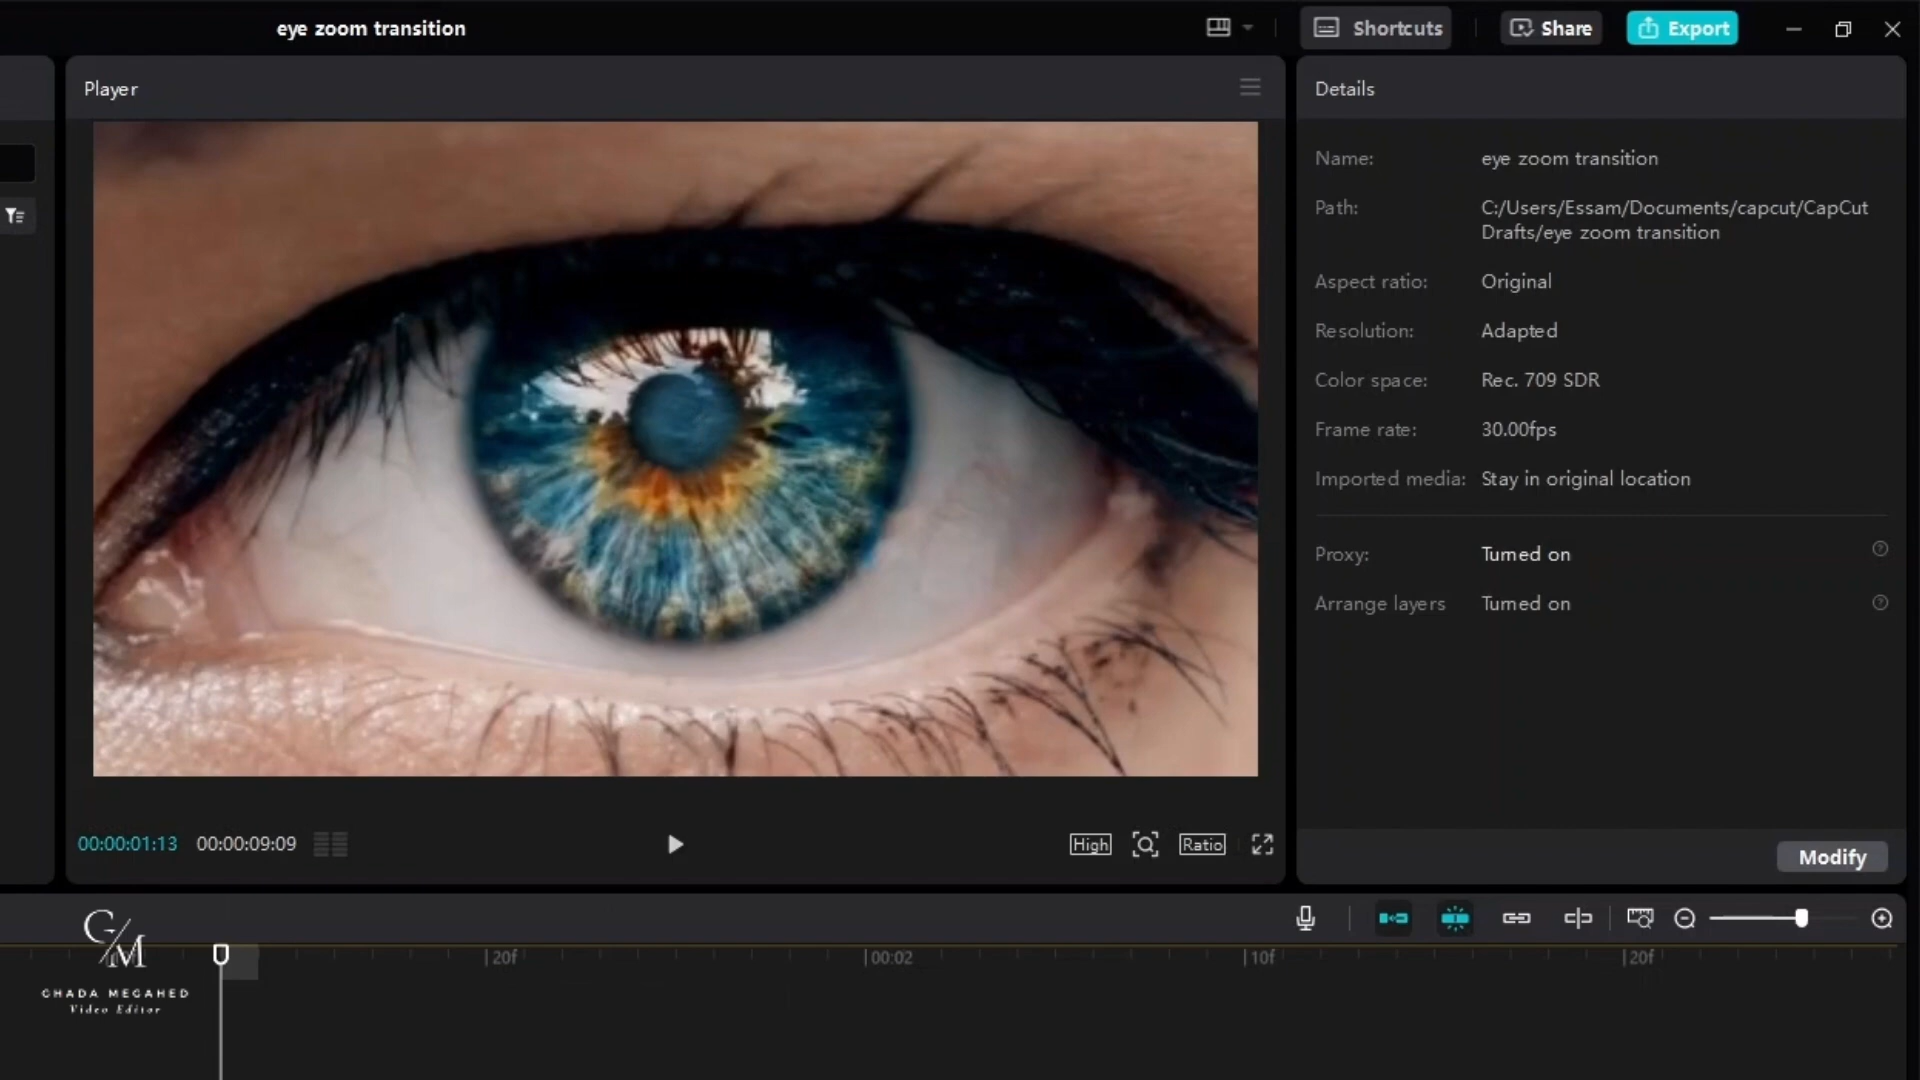 eye zoom transition
Shortcuts
Share
Export
Player
Details
Name: eye zoom transition
Path: C:/Users/Essam/Documents/capcut/CapCut
Drafts/eye zoom transition
Aspect ratio: Original
Resolution: Adapted
Color space: Rec. 709 SDR
Frame rate: 30.00fps
Imported media: Stay in original location
Proxy: Turned on
Arrange layers Turned on
00:00:01:13 00:00:09:09
High
Ratio
Modify
20f
00:02
10f
20f
G/M
GHADA MEGAHED
Video Editor